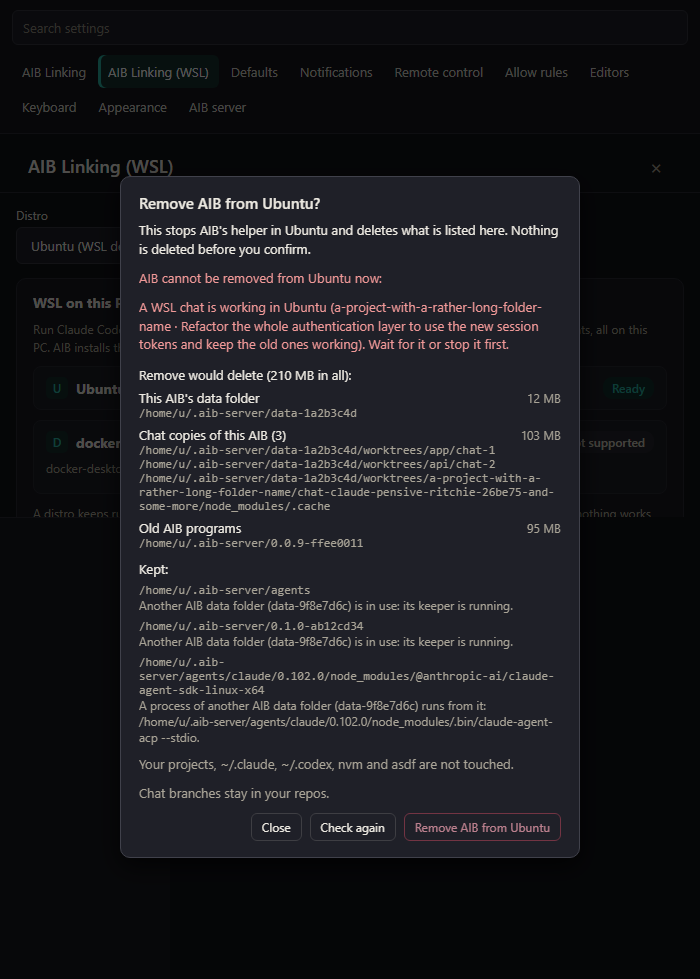 Search settings
AIB Linking AIB Linking (WSL) Defaults Notifications Remote control Allow rules Editors
Keyboard Appearance AIB server
AIB Linking (WSL) ×
Distro
Ubuntu (WSL de
WSL on this P
Run Claude Cod
ts, all on this
PC. AIB installs th
U Ubuntu
Ready
D docker
ot supported
docker-deskto
A distro keeps ru
nothing works
Remove AIB from Ubuntu?
This stops AIB's helper in Ubuntu and deletes what is listed here. Nothing
is deleted before you confirm.
AIB cannot be removed from Ubuntu now:
A WSL chat is working in Ubuntu (a-project-with-a-rather-long-folder-
name · Refactor the whole authentication layer to use the new session
tokens and keep the old ones working). Wait for it or stop it first.
Remove would delete (210 MB in all):
This AIB's data folder 12 MB
/home/u/.aib-server/data-1a2b3c4d
Chat copies of this AIB (3) 103 MB
/home/u/.aib-server/data-1a2b3c4d/worktrees/app/chat-1
/home/u/.aib-server/data-1a2b3c4d/worktrees/api/chat-2
/home/u/.aib-server/data-1a2b3c4d/worktrees/a-project-with-a-
rather-long-folder-name/chat-claude-pensive-ritchie-26be75-and-
some-more/node_modules/.cache
Old AIB programs 95 MB
/home/u/.aib-server/0.0.9-ffee0011
Kept:
/home/u/.aib-server/agents
Another AIB data folder (data-9f8e7d6c) is in use: its keeper is running.
/home/u/.aib-server/0.1.0-ab12cd34
Another AIB data folder (data-9f8e7d6c) is in use: its keeper is running.
/home/u/.aib-
server/agents/claude/0.102.0/node_modules/@anthropic-ai/claude-
agent-sdk-linux-x64
A process of another AIB data folder (data-9f8e7d6c) runs from it:
/home/u/.aib-server/agents/claude/0.102.0/node_modules/.bin/claude-agent-
acp --stdio.
Your projects, ~/.claude, ~/.codex, nvm and asdf are not touched.
Chat branches stay in your repos.
Close Check again Remove AIB from Ubuntu